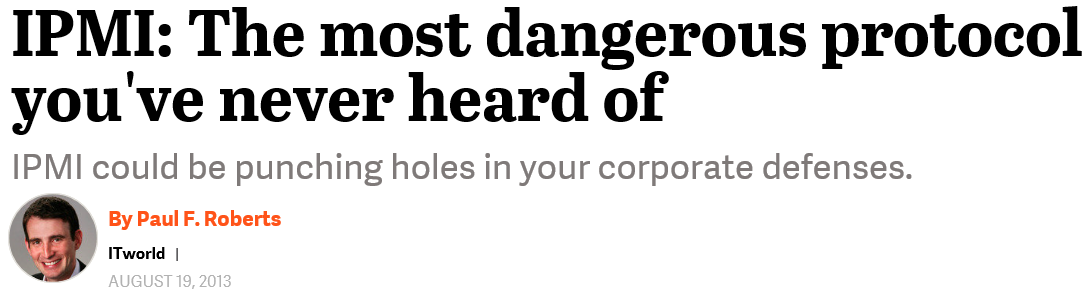 IPMI: The most dangerous protocol
you've never heard of
IPMI could be punching holes in your corporate defenses.
By Paul F. Roberts
ITworld |
AUGUST 19, 2013